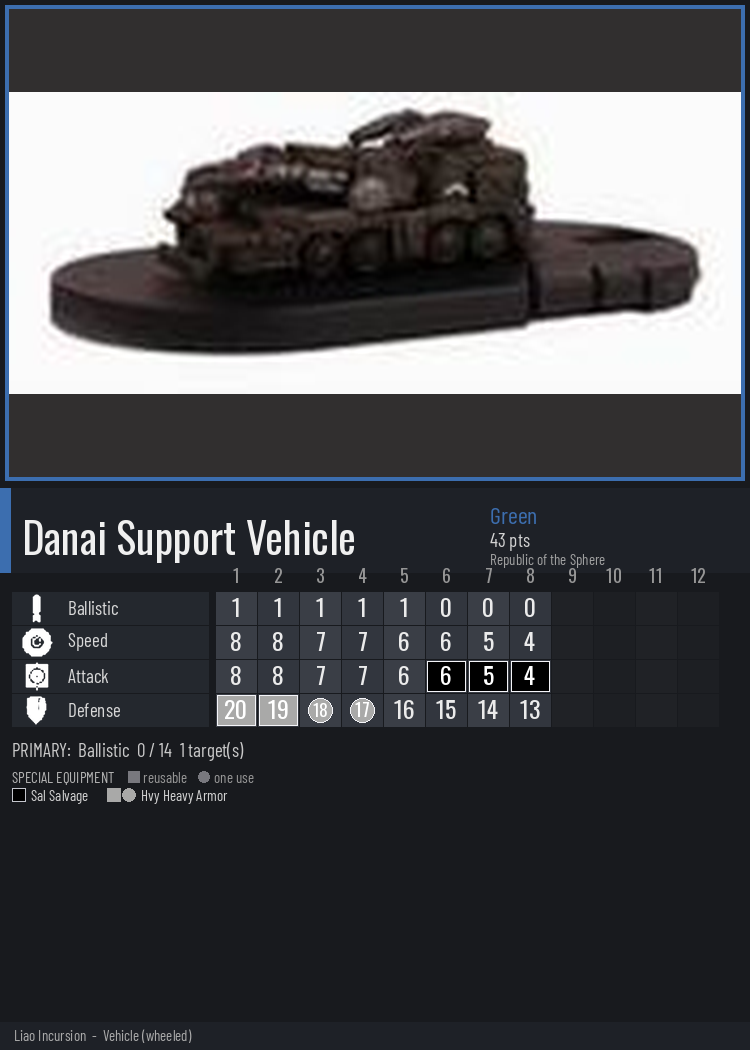 Danai Support Vehicle
Green
43 pts
Republic of the Sphere
1 2 3 4 5 6 7 8 9 10 11 12
Ballistic 1 1 1 1 1 0 0 0
Speed 8 8 7 7 6 6 5 4
Attack 8 8 7 7 6 6 5 4
Defense 20 19 18 17 16 15 14 13
PRIMARY: Ballistic 0 / 14 1 target(s)
SPECIAL EQUIPMENT reusable one use
Sal Salvage Hvy Heavy Armor
Liao Incursion - Vehicle (wheeled)